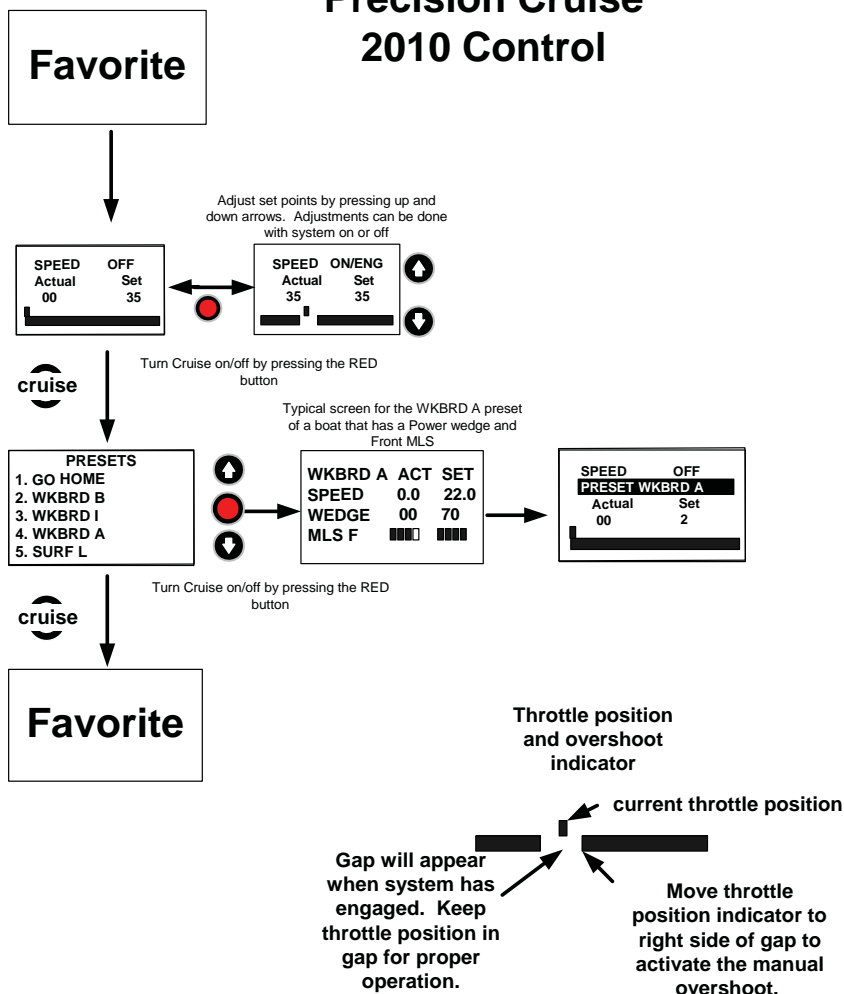 Precision Cruise
2010 Control
Favorite
Adjust set points by pressing up and
down arrows. Adjustments can be done
with system on or off
SPEED OFF
Actual Set
00 35
SPEED ON/ENG
Actual Set
35 35
cruise
Turn Cruise on/off by pressing the RED
button
Typical screen for the WKBRD A preset
of a boat that has a Power wedge and
Front MLS
PRESETS
1. GO HOME
2. WKBRD B
3. WKBRD I
4. WKBRD A
5. SURF L
WKBRD A ACT SET
SPEED 0.0 22.0
WEDGE 00 70
MLS F
SPEED OFF
PRESET WKBRD A
Actual Set
00 2
cruise
Turn Cruise on/off by pressing the RED
button
Favorite
Throttle position
and overshoot
indicator
current throttle position
Gap will appear
when system has
engaged. Keep
throttle position in
gap for proper
operation.
Move throttle
position indicator to
right side of gap to
activate the manual
overshoot.